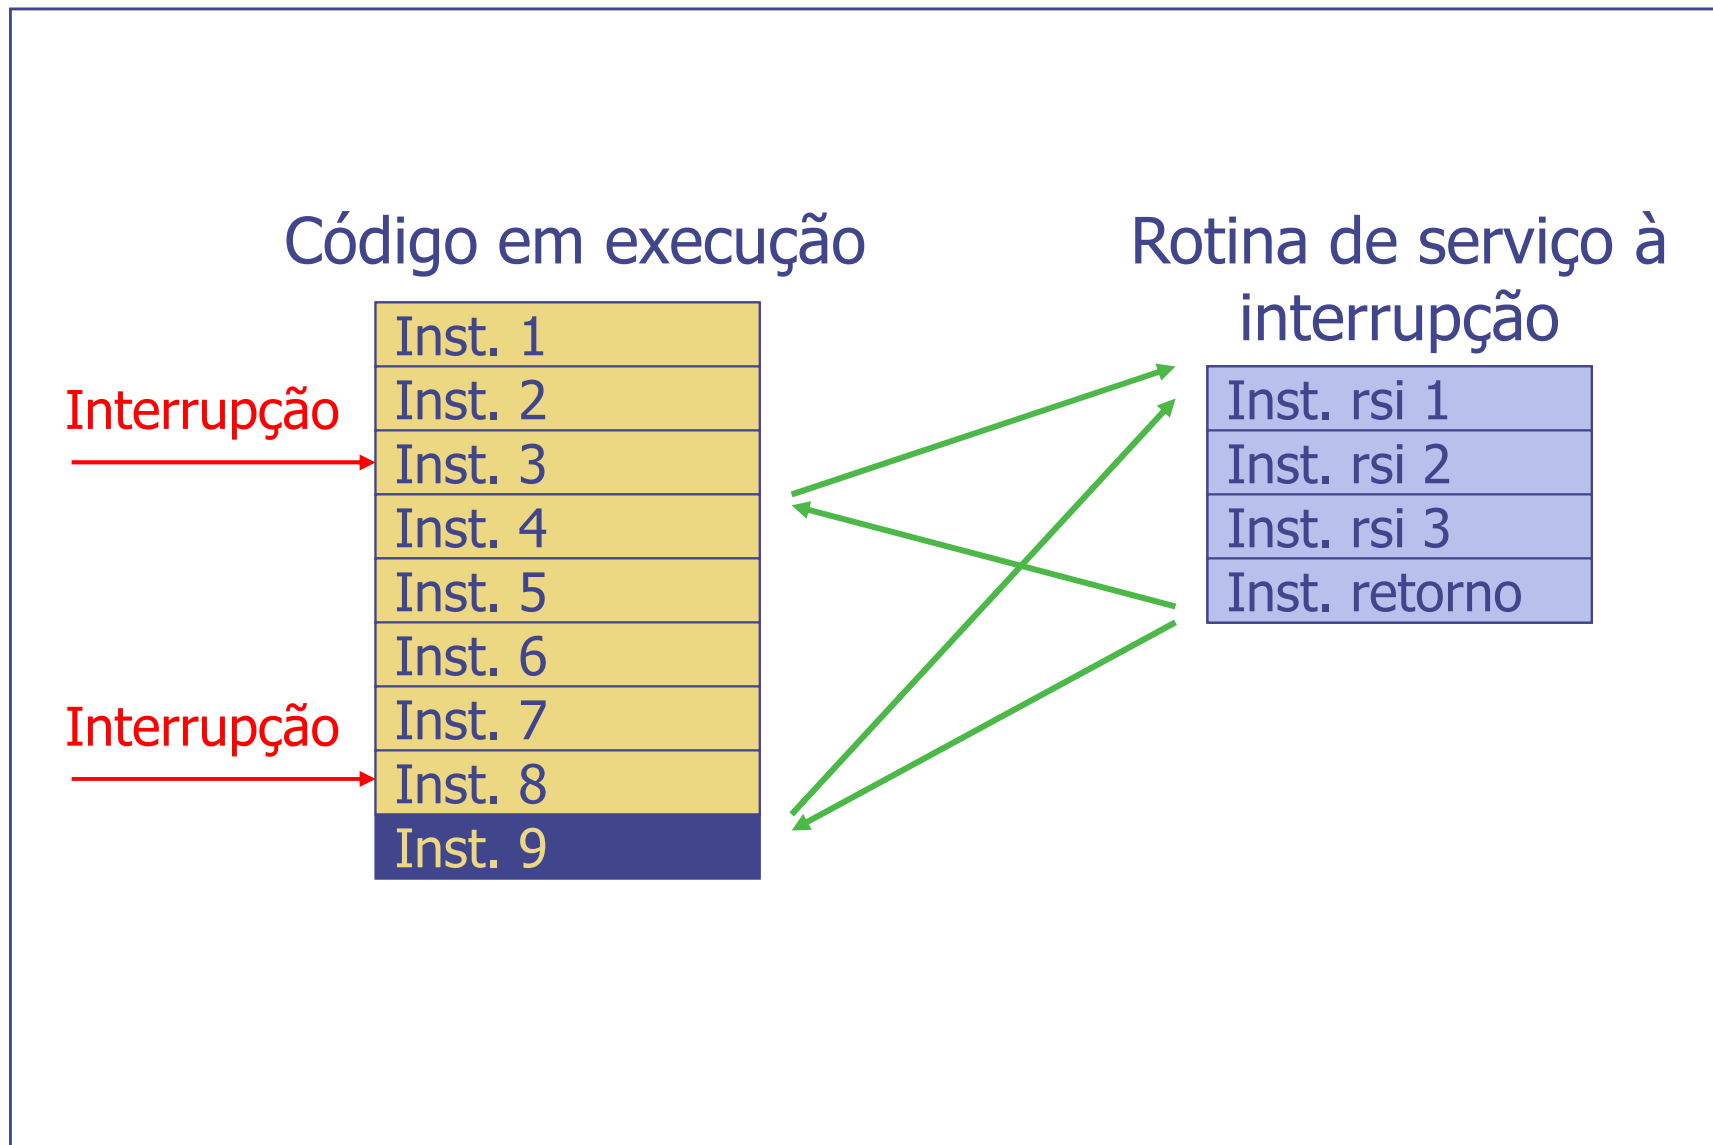 Código em execução
Rotina de serviço à
interrupção
Interrupção
Interrupção
Inst. 1
Inst. 2
Inst. 3
Inst. 4
Inst. 5
Inst. 6
Inst. 7
Inst. 8
Inst. 9
Inst. rsi 1
Inst. rsi 2
Inst. rsi 3
Inst. retorno